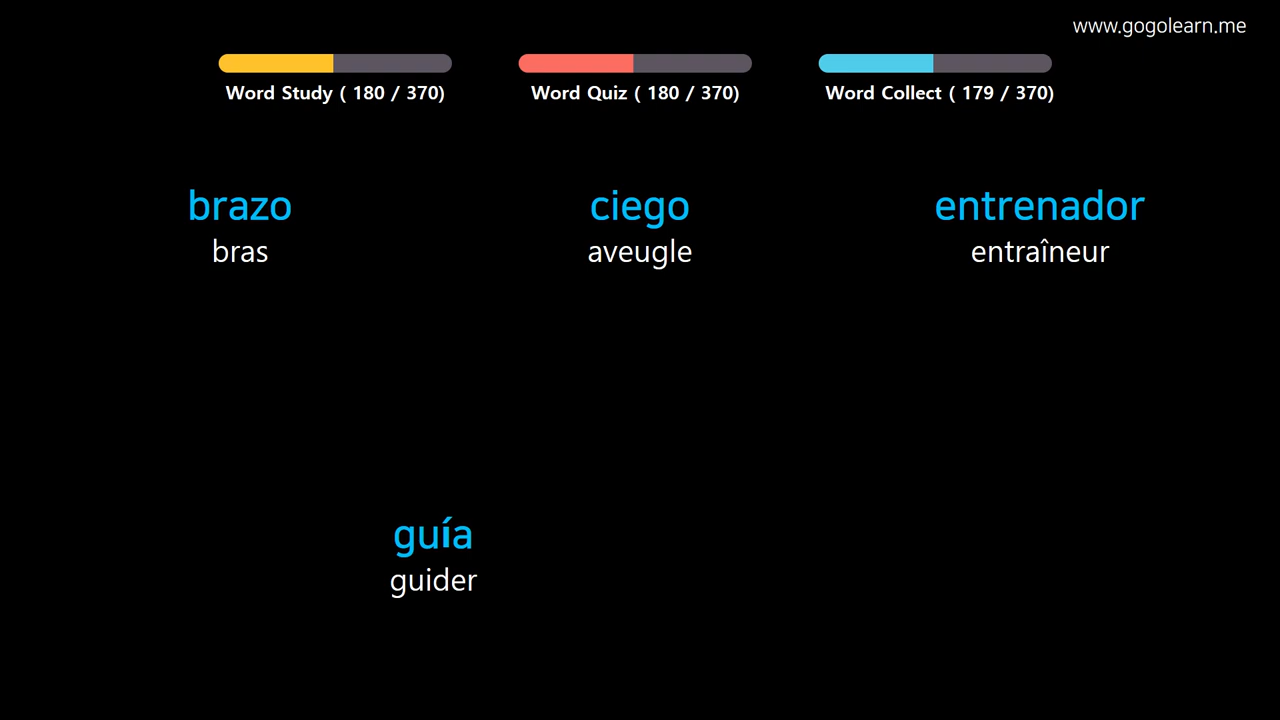 www.gogolearn.me
Word Study ( 180 / 370)
Word Quiz ( 180 / 370)
Word Collect ( 179 / 370)
brazo
bras
ciego
aveugle
entrenador
entraîneur
guía
guider